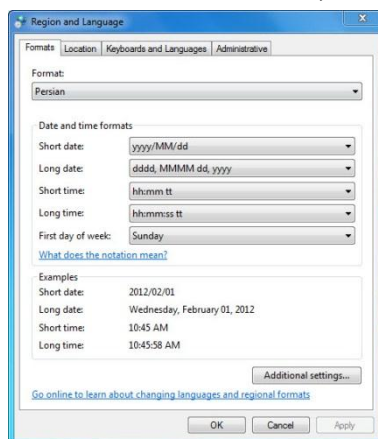 Region and Language
Formats Location Keyboards and Languages Administrative
Format:
Persian
Date and time formats
Short date: yyyy/MM/dd
Long date: dddd, MMMM dd, yyyy
Short time: hh:mm tt
Long time: hh:mm:ss tt
First day of week: Sunday
What does the notation mean?
Examples
Short date: 2012/02/01
Long date: Wednesday, February 01, 2012
Short time: 10:45 AM
Long time: 10:45:58 AM
Additional settings...
Go online to learn about changing languages and regional formats
OK Cancel Apply